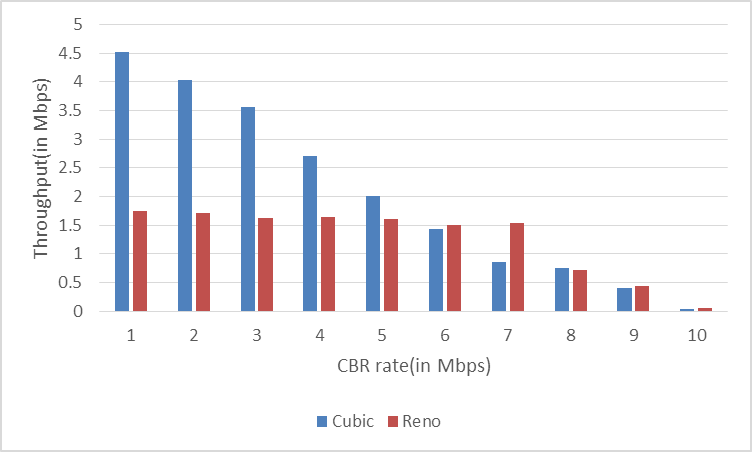 5
4.5
4
3.5
3
2.5
2
1.5
1
0.5
0
Throughput(in Mbps)
1 2 3 4 5 6 7 8 9 10
CBR rate(in Mbps)
Cubic Reno